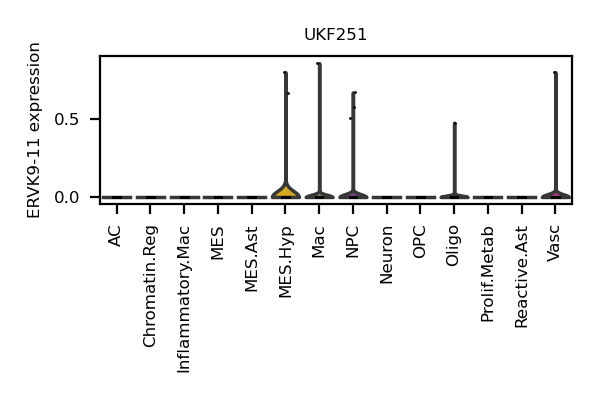 UKF251
ERVK9-11 expression
0.5
0.0
AC
Chromatin.Reg
Inflammatory.Mac
MES
MES.Ast
MES.Hyp
Mac
NPC
Neuron
OPC
Oligo
Prolif.Metab
Reactive.Ast
Vasc